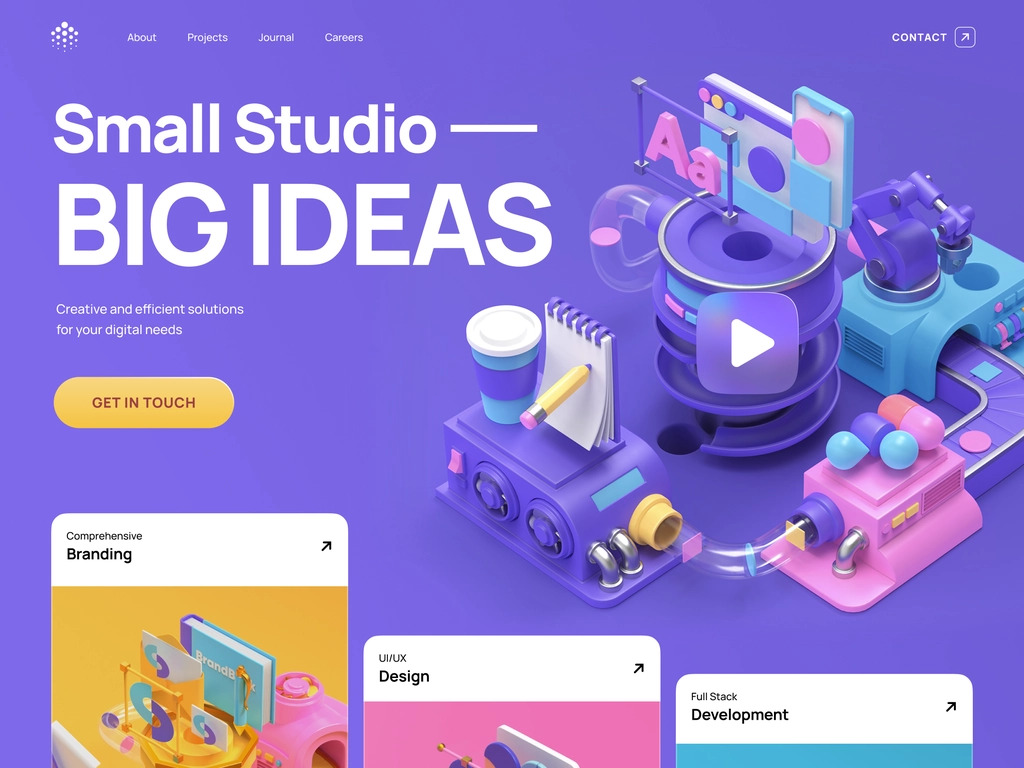 About
Projects
Journal
Careers
CONTACT
Small Studio —
BIG IDEAS
Aa
Creative and efficient solutions
for your digital needs
GET IN TOUCH
Comprehensive
Branding
UI/UX
Design
Full Stack
Development